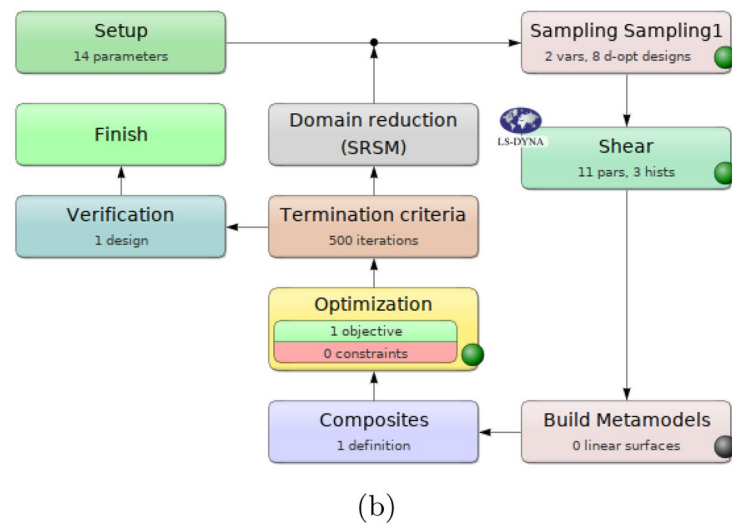 Setup
14 parameters
Sampling Sampling1
2 vars, 8 d-opt designs
Finish
Domain reduction
(SRSM)
LS-DYNA
Shear
11 pars, 3 hists
Verification
1 design
Termination criteria
500 iterations
Optimization
1 objective
0 constraints
Composites
1 definition
Build Metamodels
0 linear surfaces
(b)